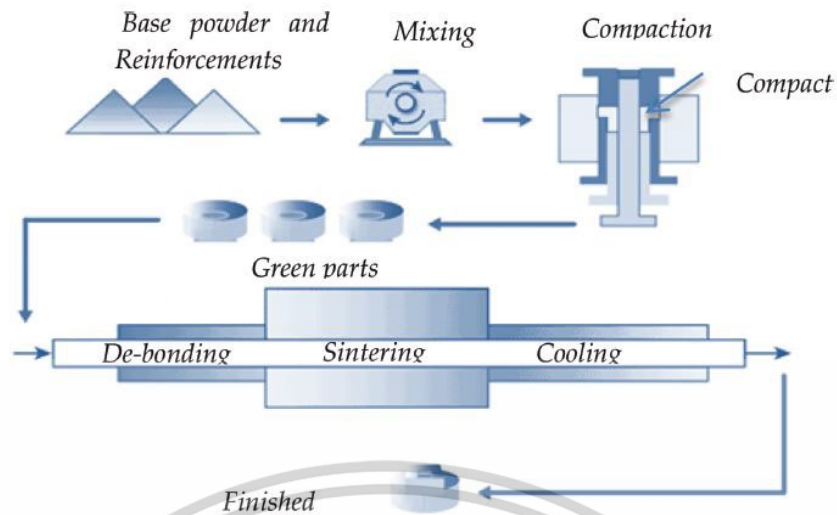 Base powder and
Reinforcements
Mixing
Compaction
Compact
Green parts
De-bonding
Sintering
Cooling
Finished